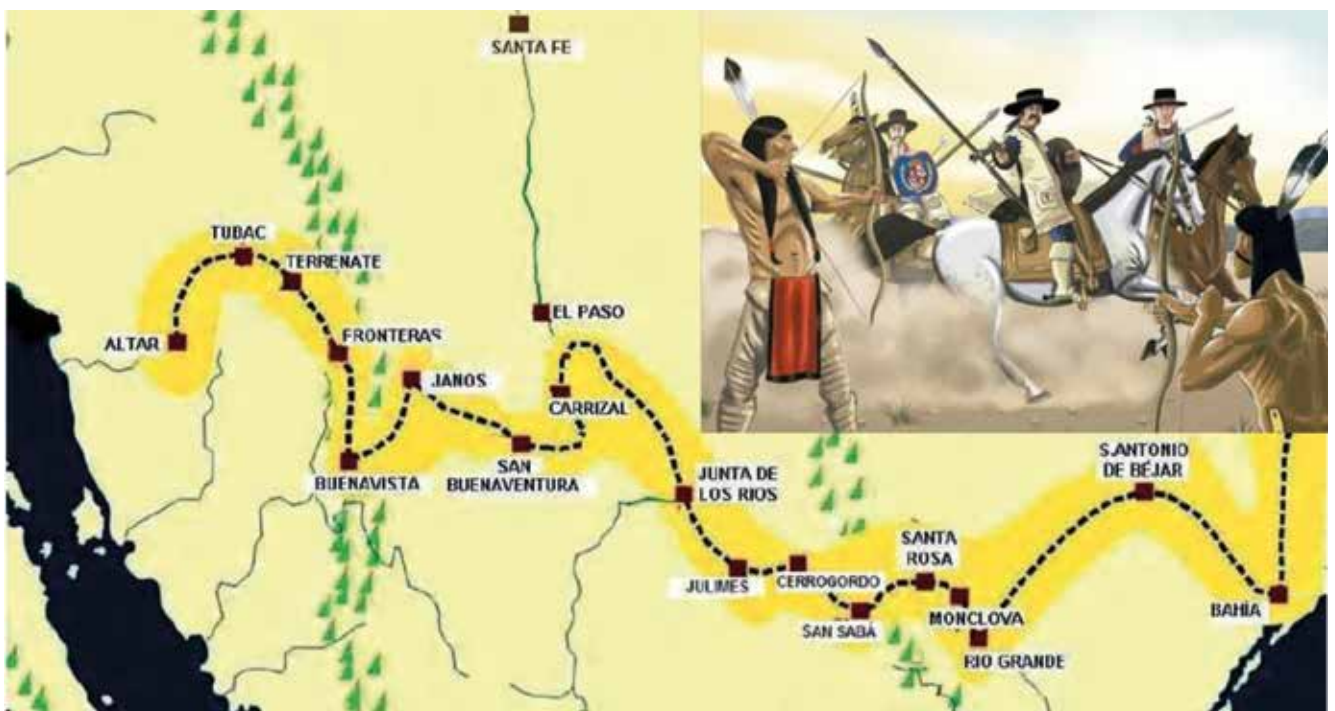 SANTA FE
TUBAC
TERRENATE
EL PASO
ALTAR
FRONTERAS
JANOS
CARRIZAL
BUENAVISTA
SAN
BUENAVENTURA
JUNTA DE
LOS RIOS
S.ANTONIO
DE BÉJAR
SANTA
ROSA
JULIMES
CERROGORDO
SAN SABÁ
MONCLOVA
BAHÍA
RIO GRANDE